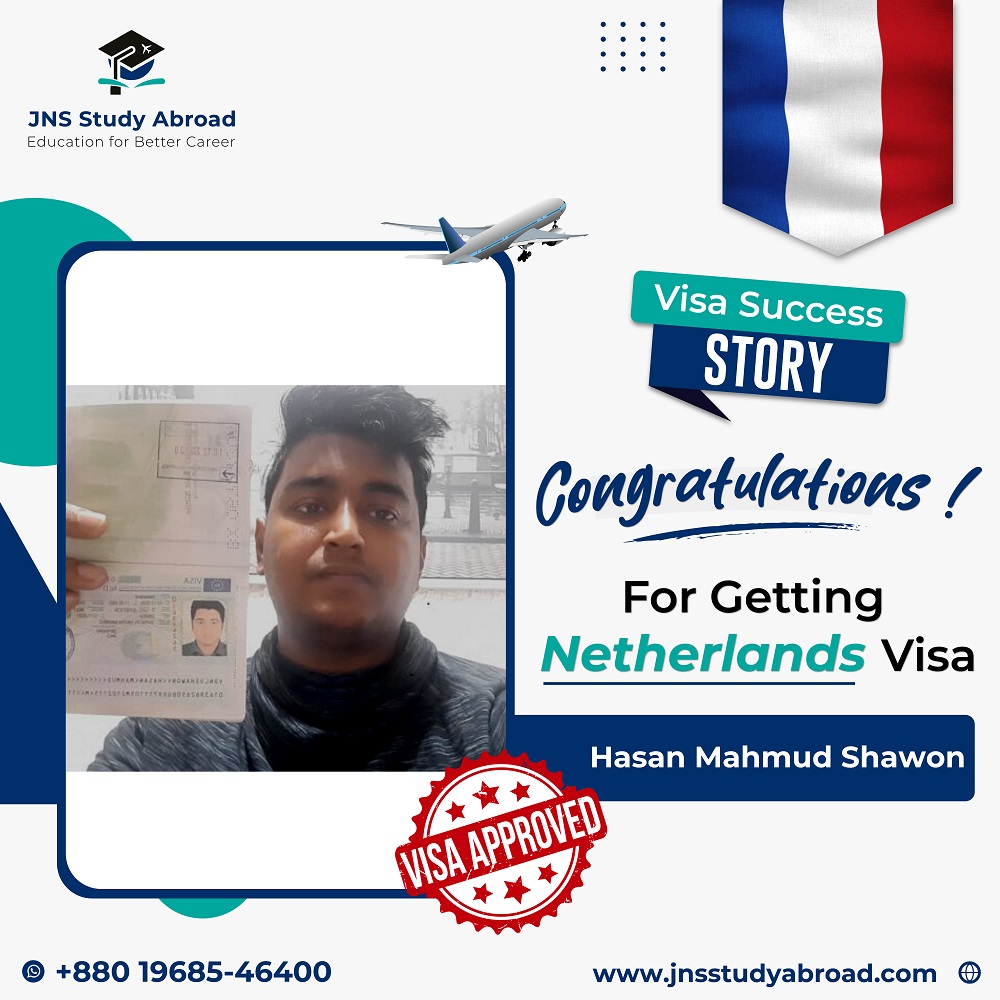 JNS Study Abroad
Education for Better Career
Visa Success
STORY
Congratulations !
For Getting
Netherlands Visa
Hasan Mahmud Shawon
VISA APPROVED
VISA
+880 19685-46400
www.jnsstudyabroad.com